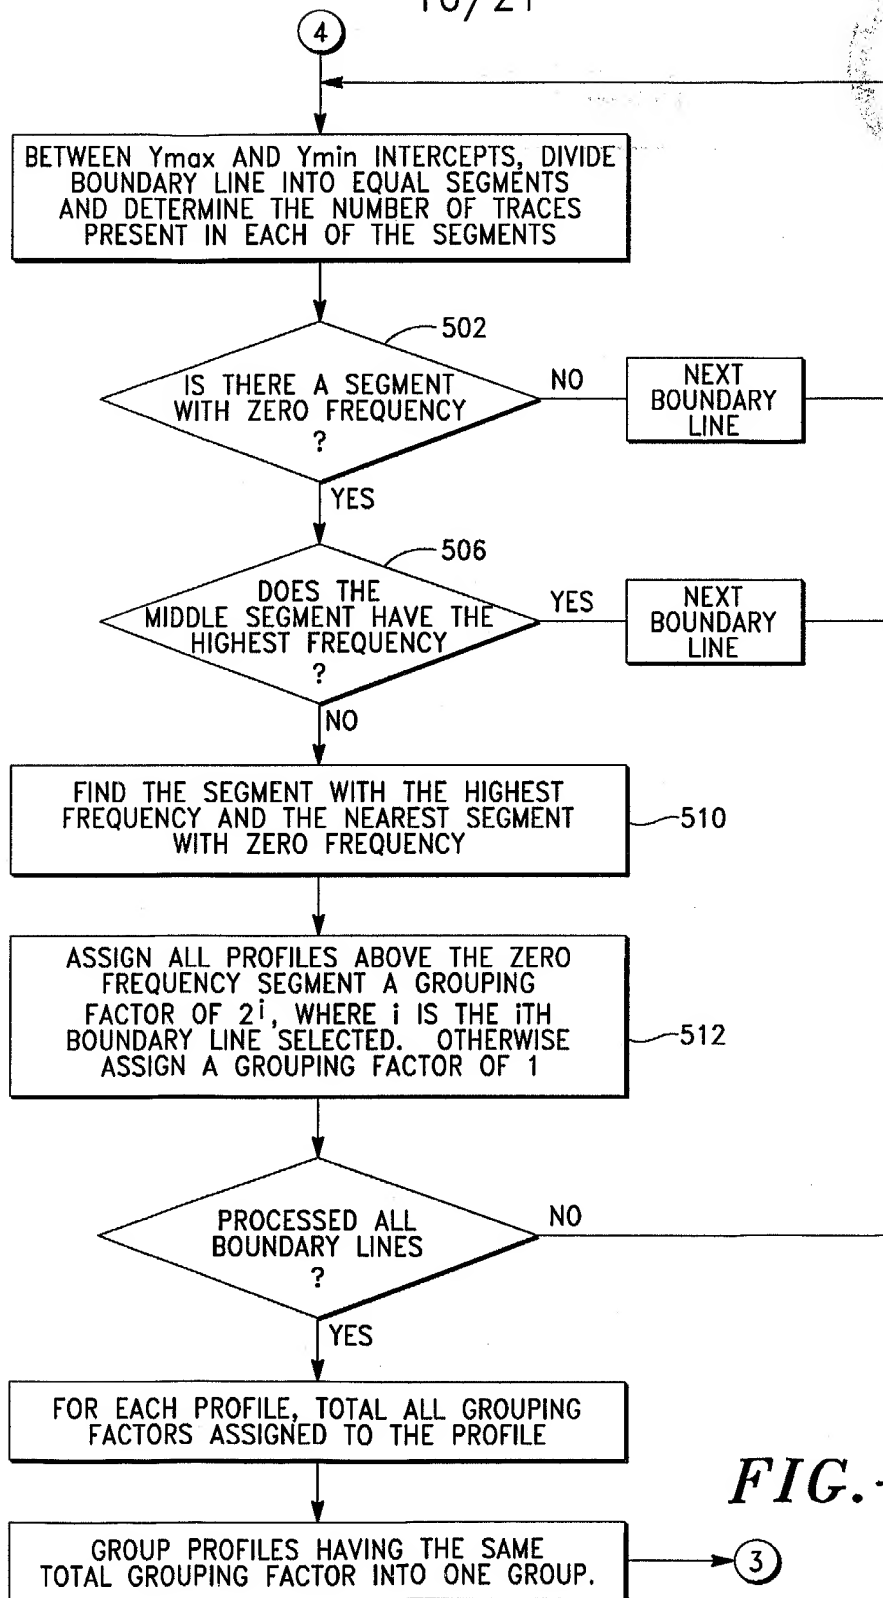 4
BETWEEN Ymax AND Ymin INTERCEPTS, DIVIDE
BOUNDARY LINE INTO EQUAL SEGMENTS
AND DETERMINE THE NUMBER OF TRACES
PRESENT IN EACH OF THE SEGMENTS
502
IS THERE A SEGMENT
WITH ZERO FREQUENCY
?
NO
NEXT
BOUNDARY
LINE
YES
506
DOES THE
MIDDLE SEGMENT HAVE THE
HIGHEST FREQUENCY
?
YES
NEXT
BOUNDARY
LINE
NO
FIND THE SEGMENT WITH THE HIGHEST
FREQUENCY AND THE NEAREST SEGMENT
WITH ZERO FREQUENCY
510
ASSIGN ALL PROFILES ABOVE THE ZERO
FREQUENCY SEGMENT A GROUPING
FACTOR OF 2ⁱ, WHERE i IS THE iTH
BOUNDARY LINE SELECTED. OTHERWISE
ASSIGN A GROUPING FACTOR OF 1
512
PROCESSED ALL
BOUNDARY LINES
?
NO
YES
FOR EACH PROFILE, TOTAL ALL GROUPING
FACTORS ASSIGNED TO THE PROFILE
FIG.
GROUP PROFILES HAVING THE SAME
TOTAL GROUPING FACTOR INTO ONE GROUP.
3